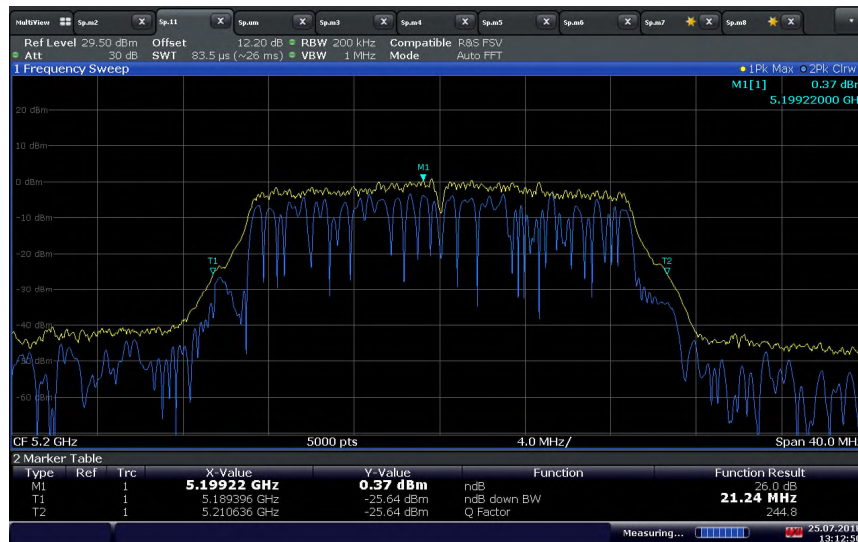 MultiView Sp.m2 X Sp.11 X Sp.um X Sp.m3 X Sp.m4 X Sp.m5 X Sp.m6 X Sp.m7 X Sp.m8 X
Ref Level 29.50 dBm Offset 12.20 dB RBW 200 kHz Compatible R&S FSV
Att 30 dB SWT 83.5 µs (~26 ms) VBW 1 MHz Mode Auto FFT
1 Frequency Sweep 1Pk Max 2Pk Clrw
M1[1] 0.37 dBm
5.19922000 GH
20 dBm
10 dBm
M1
0 dBm
-10 dBm
-20 dBm
T1 T2
-30 dBm
-40 dBm
-50 dBm
-60 dBm
CF 5.2 GHz 5000 pts 4.0 MHz/ Span 40.0 MH
2 Marker Table
Type Ref Trc X-Value Y-Value Function Function Result
M1 1 5.19922 GHz 0.37 dBm ndB 26.0 dB
T1 1 5.189396 GHz -25.64 dBm ndB down BW 21.24 MHz
T2 1 5.210636 GHz -25.64 dBm Q Factor 244.8
Measuring... 25.07.2018
13:12:50